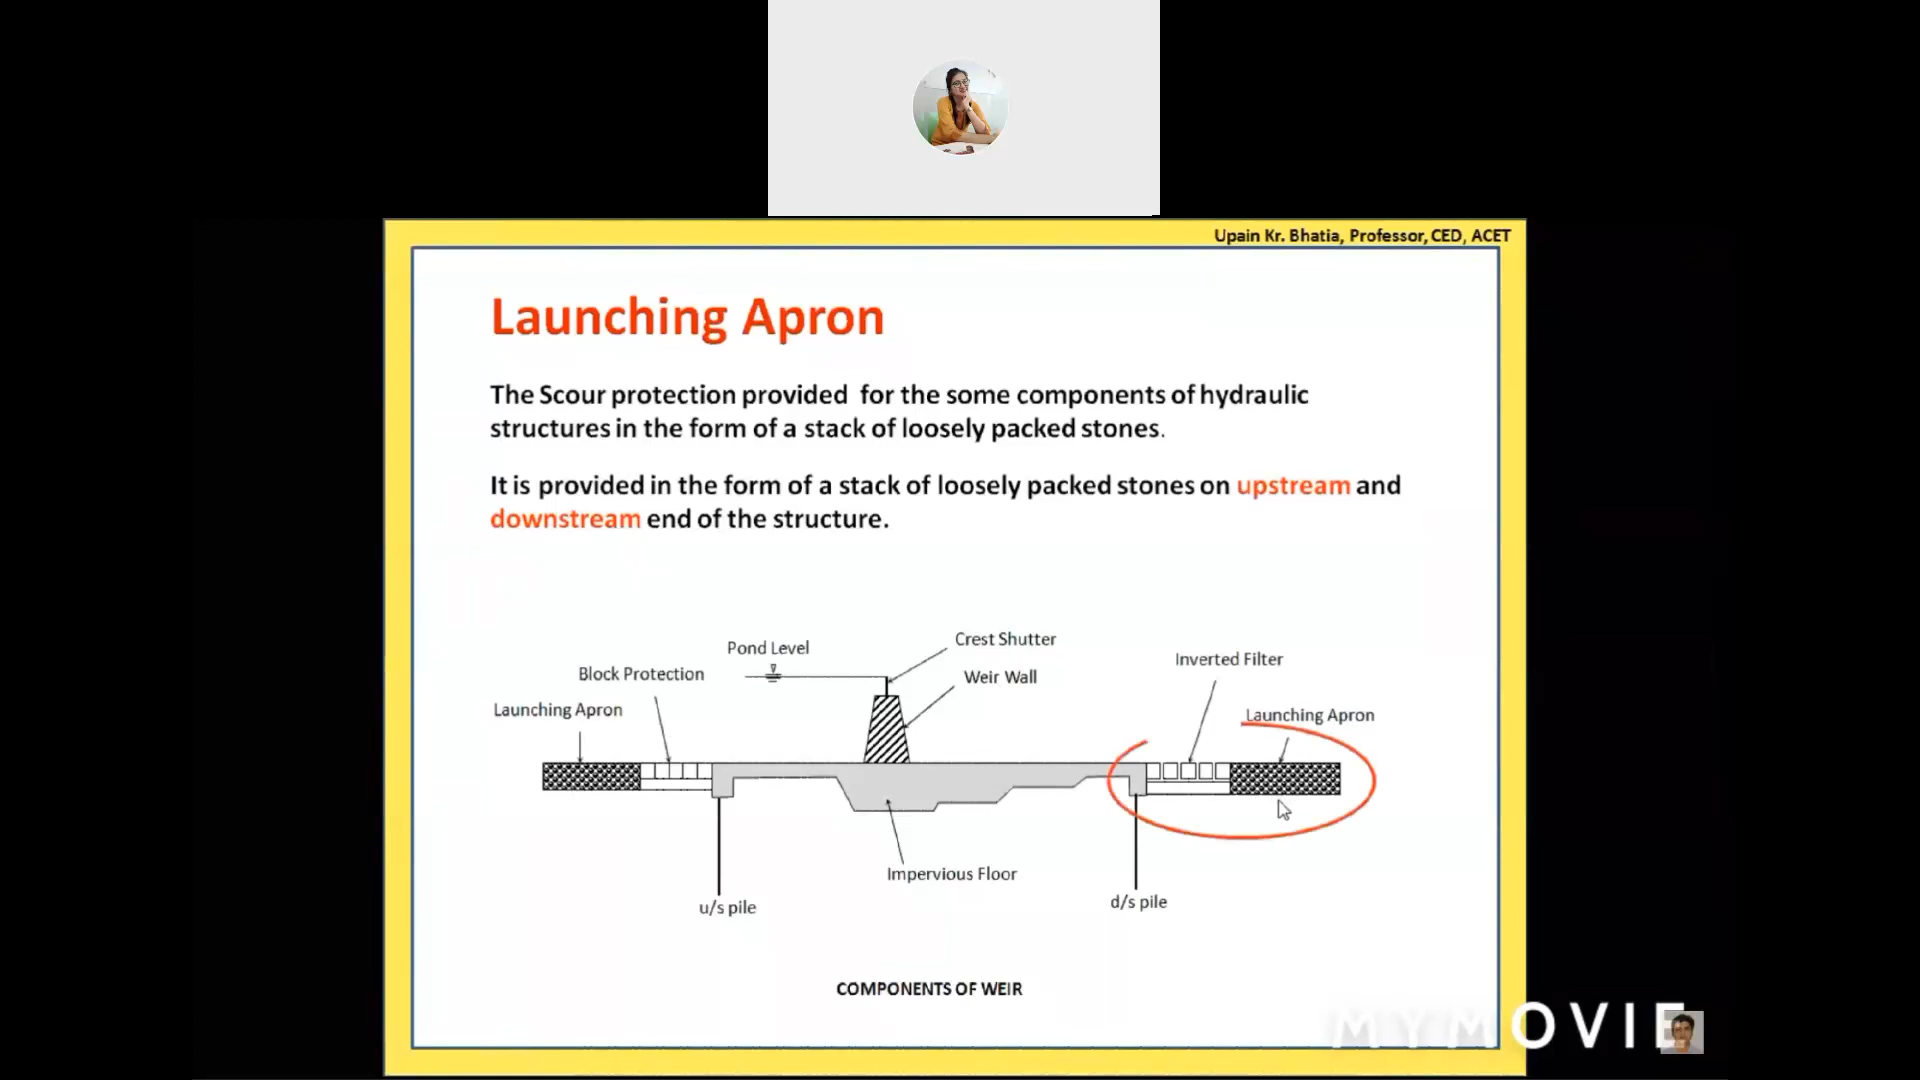 Upain Kr. Bhatia, Professor, CED, ACET
Launching Apron
The Scour protection provided for the some components of hydraulic
structures in the form of a stack of loosely packed stones.
It is provided in the form of a stack of loosely packed stones on upstream and
downstream end of the structure.
Crest Shutter
Pond Level
Inverted Filter
Block Protection
Weir Wall
Launching Apron
Launching Apron
Impervious Floor
u/s pile
d/s pile
COMPONENTS OF WEIR
MYMOVIE